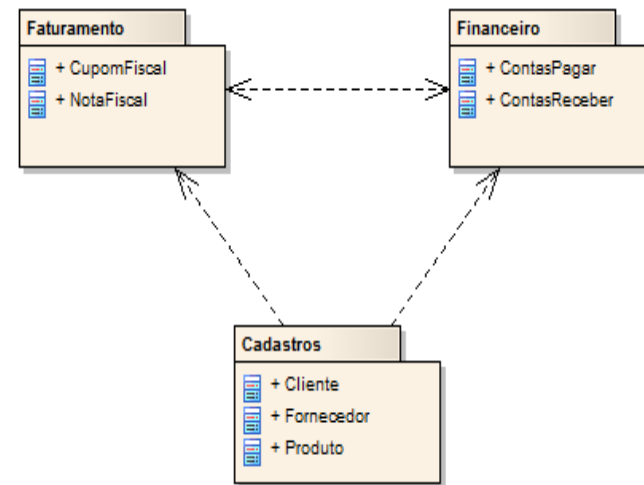 Faturamento
+ CupomFiscal
+ NotaFiscal
Financeiro
+ ContasPagar
+ ContasReceber
Cadastros
+ Cliente
+ Fornecedor
+ Produto